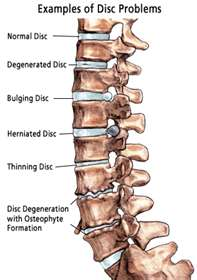 Examples of Disc Problems
Normal Disc
Degenerated Disc
Bulging Disc
Herniated Disc
Thinning Disc
Disc Degeneration
with Osteophyte
Formation